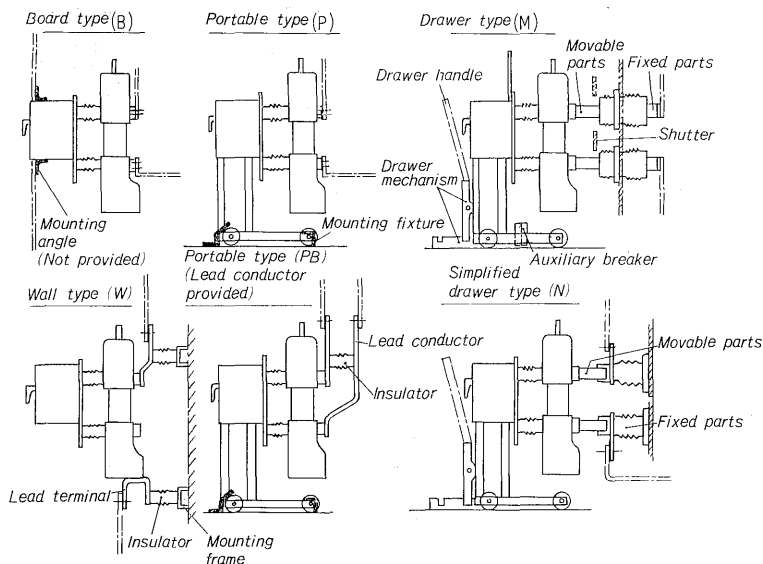 Board type(B)
Mounting
angle
(Not provided)
Portable type(P)
Mounting fixture
Drawer type(M)
Drawer handle
Movable
parts
Fixed parts
Shutter
Drawer
mechanism
Auxiliary breaker
Wall type (W)
Lead terminal
Insulator
Mounting
frame
Portable type (PB)
(Lead conductor
provided)
Lead conductor
Insulator
Simplified
drawer type (N)
Movable parts
Fixed parts